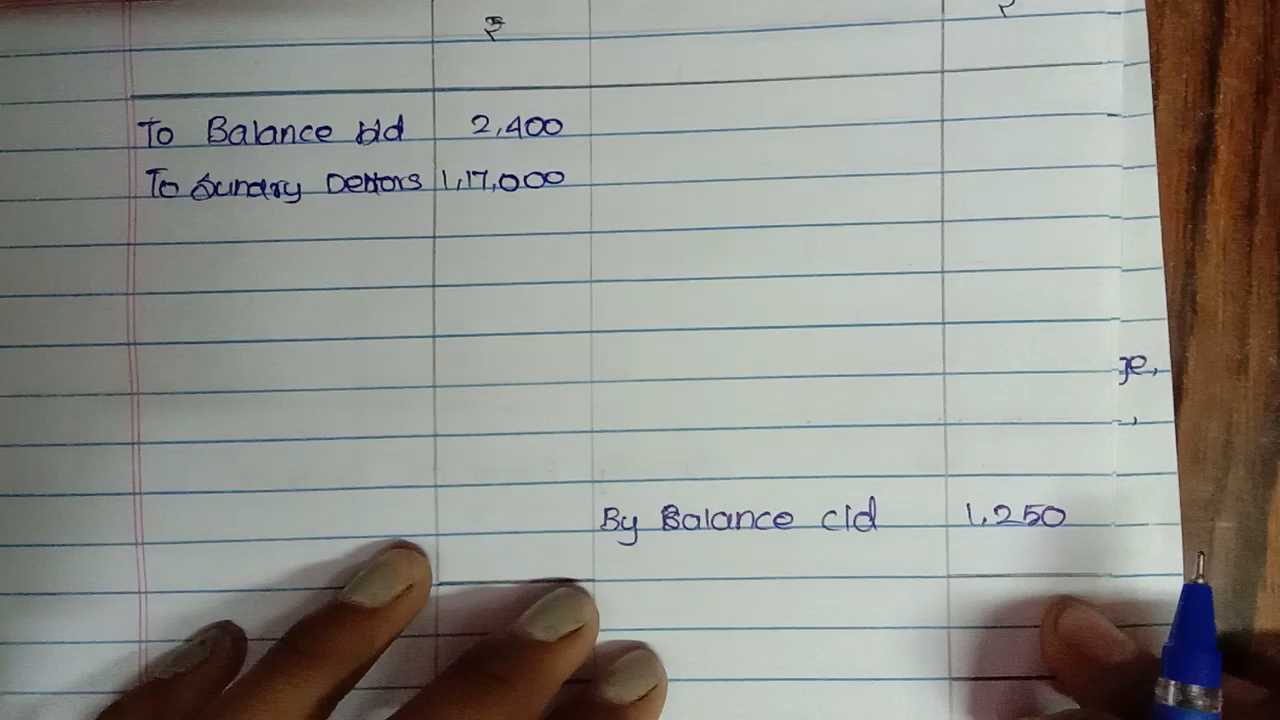 ₹
To Balance b/d 2,400
To Sundry Debtors 1,17,000
By Balance c/d 1,250